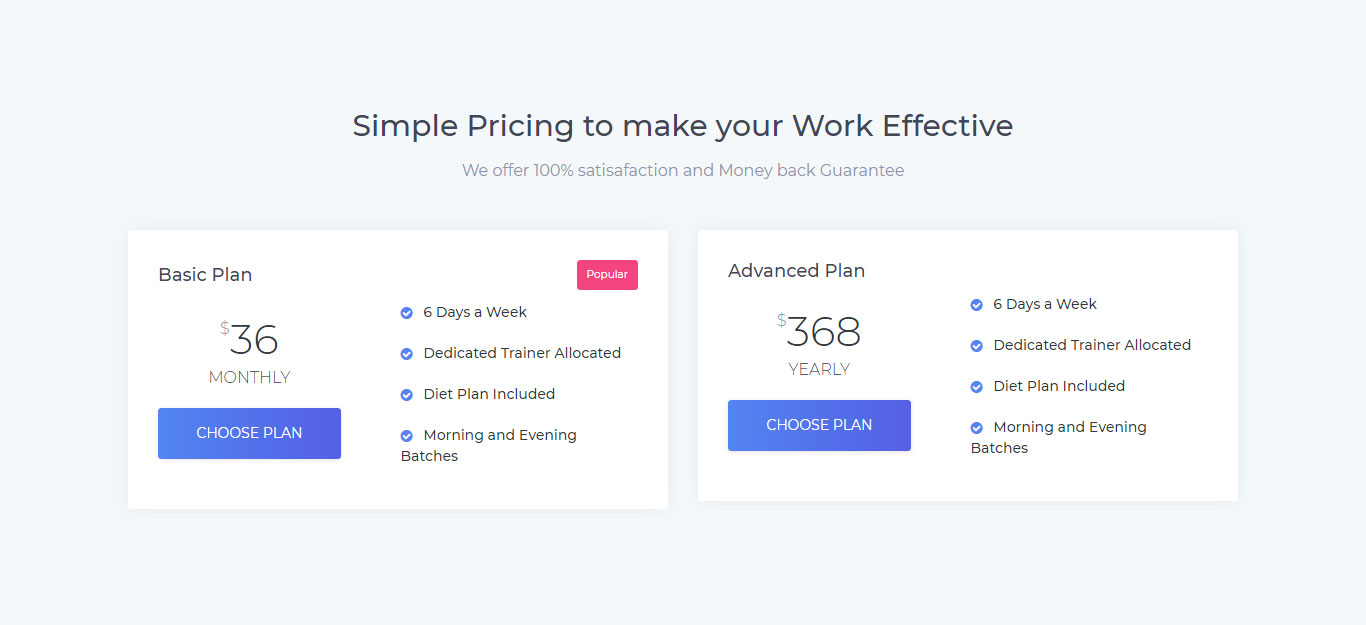 Simple Pricing to make your Work Effective
We offer 100% satisafaction and Money back Guarantee
Basic Plan
Popular
$36
MONTHLY
CHOOSE PLAN
6 Days a Week
Dedicated Trainer Allocated
Diet Plan Included
Morning and Evening
Batches
Advanced Plan
$368
YEARLY
CHOOSE PLAN
6 Days a Week
Dedicated Trainer Allocated
Diet Plan Included
Morning and Evening
Batches